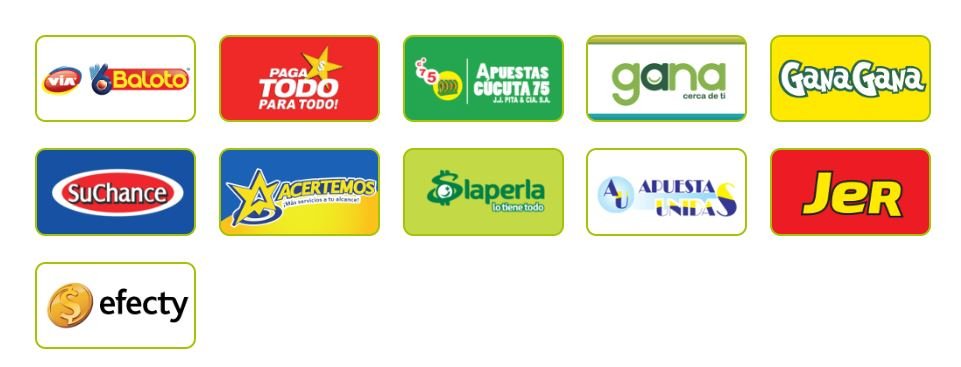 VIA Baloto
PAGA
TODO
PARA TODO!
75
APUESTAS
CÚCUTA 75
J.J. PITA & CIA. S.A.
gana
cerca de ti
GanaGana
SuChance
ACERTEMOS
¡Más servicios a tu alcance!
laperla
lo tiene todo
AU APUESTAS
UNIDAS
JeR
$ efecty